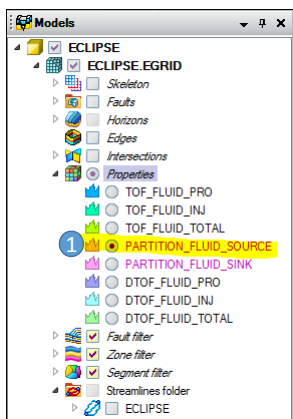 Models
ECLIPSE
ECLIPSE.EGRID
Skeleton
Faults
Horizons
Edges
Intersections
Properties
TOF_FLUID_PRO
TOF_FLUID_INJ
TOF_FLUID_TOTAL
1 PARTITION_FLUID_SOURCE
PARTITION_FLUID_SINK
DTOF_FLUID_PRO
DTOF_FLUID_INJ
DTOF_FLUID_TOTAL
Fault filter
Zone filter
Segment filter
Streamlines folder
ECLIPSE